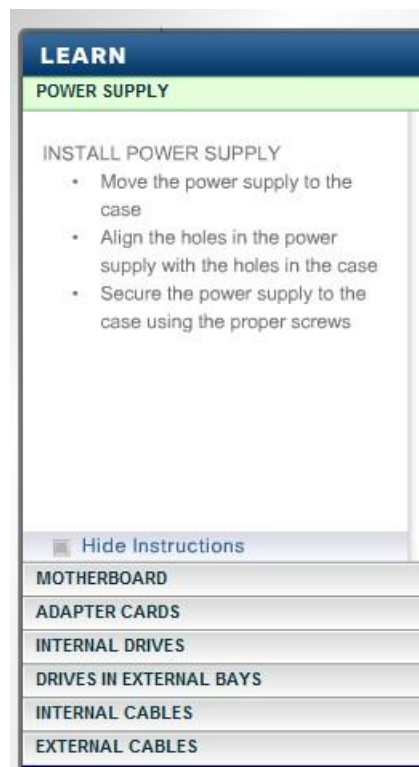 LEARN
POWER SUPPLY
INSTALL POWER SUPPLY
• Move the power supply to the
case
• Align the holes in the power
supply with the holes in the case
• Secure the power supply to the
case using the proper screws
Hide Instructions
MOTHERBOARD
ADAPTER CARDS
INTERNAL DRIVES
DRIVES IN EXTERNAL BAYS
INTERNAL CABLES
EXTERNAL CABLES